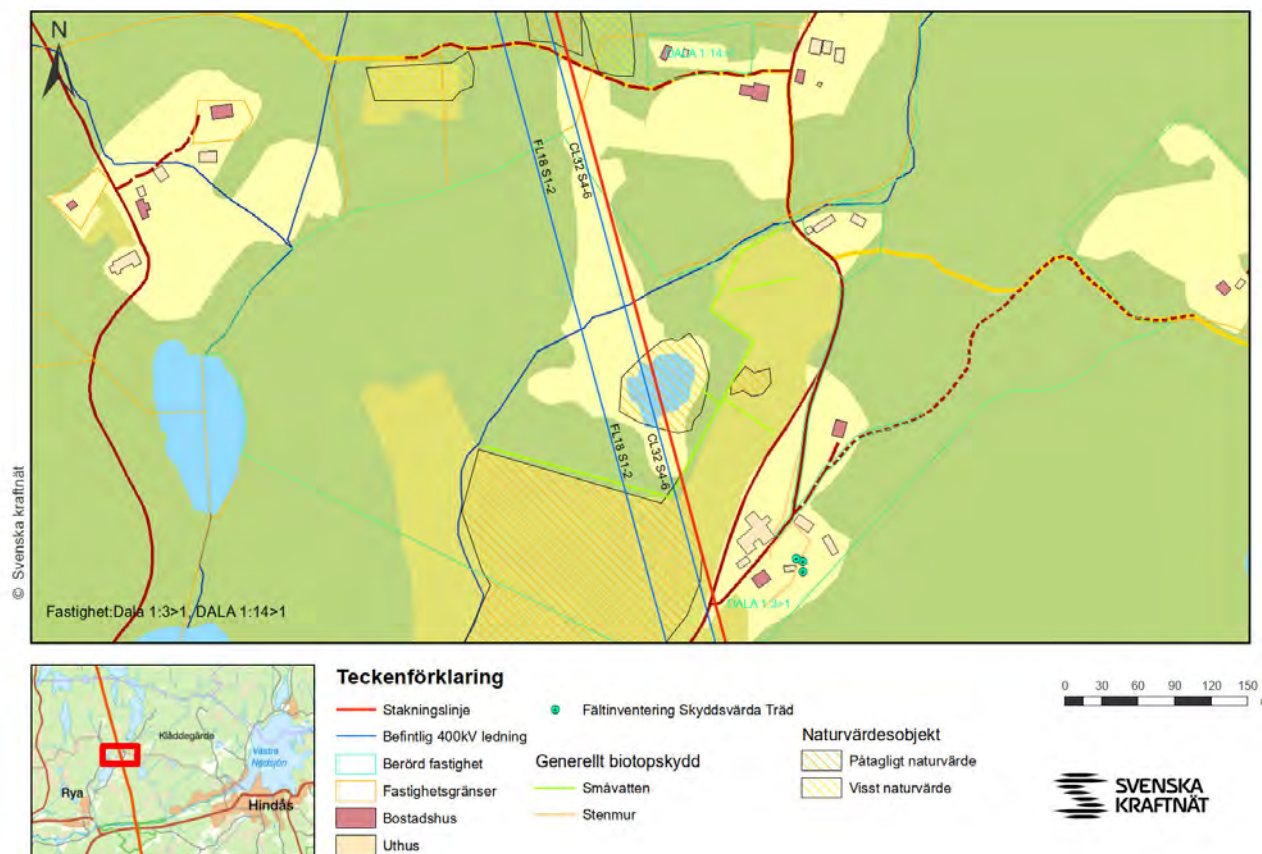 N
DALA 1:14>1
FL18 S1-2
CL32 S4-6
FL18 S1-2
CL32 S4-6
DALA 1:3>1
Fastighet:Dala 1:3>1, DALA 1:14>1
© Svenska kraftnät
Klåddegärde
Västra
Nedsjön
Rya
Hindås
Teckenförklaring
Stakningslinje
Befintlig 400kV ledning
Berörd fastighet
Fastighetsgränser
Bostadshus
Uthus
Fältinventering Skyddsvärda Träd
Generellt biotopskydd
Småvatten
Stenmur
Naturvärdesobjekt
Påtagligt naturvärde
Visst naturvärde
0 30 60 90 120 150
SVENSKA
KRAFTNÄT